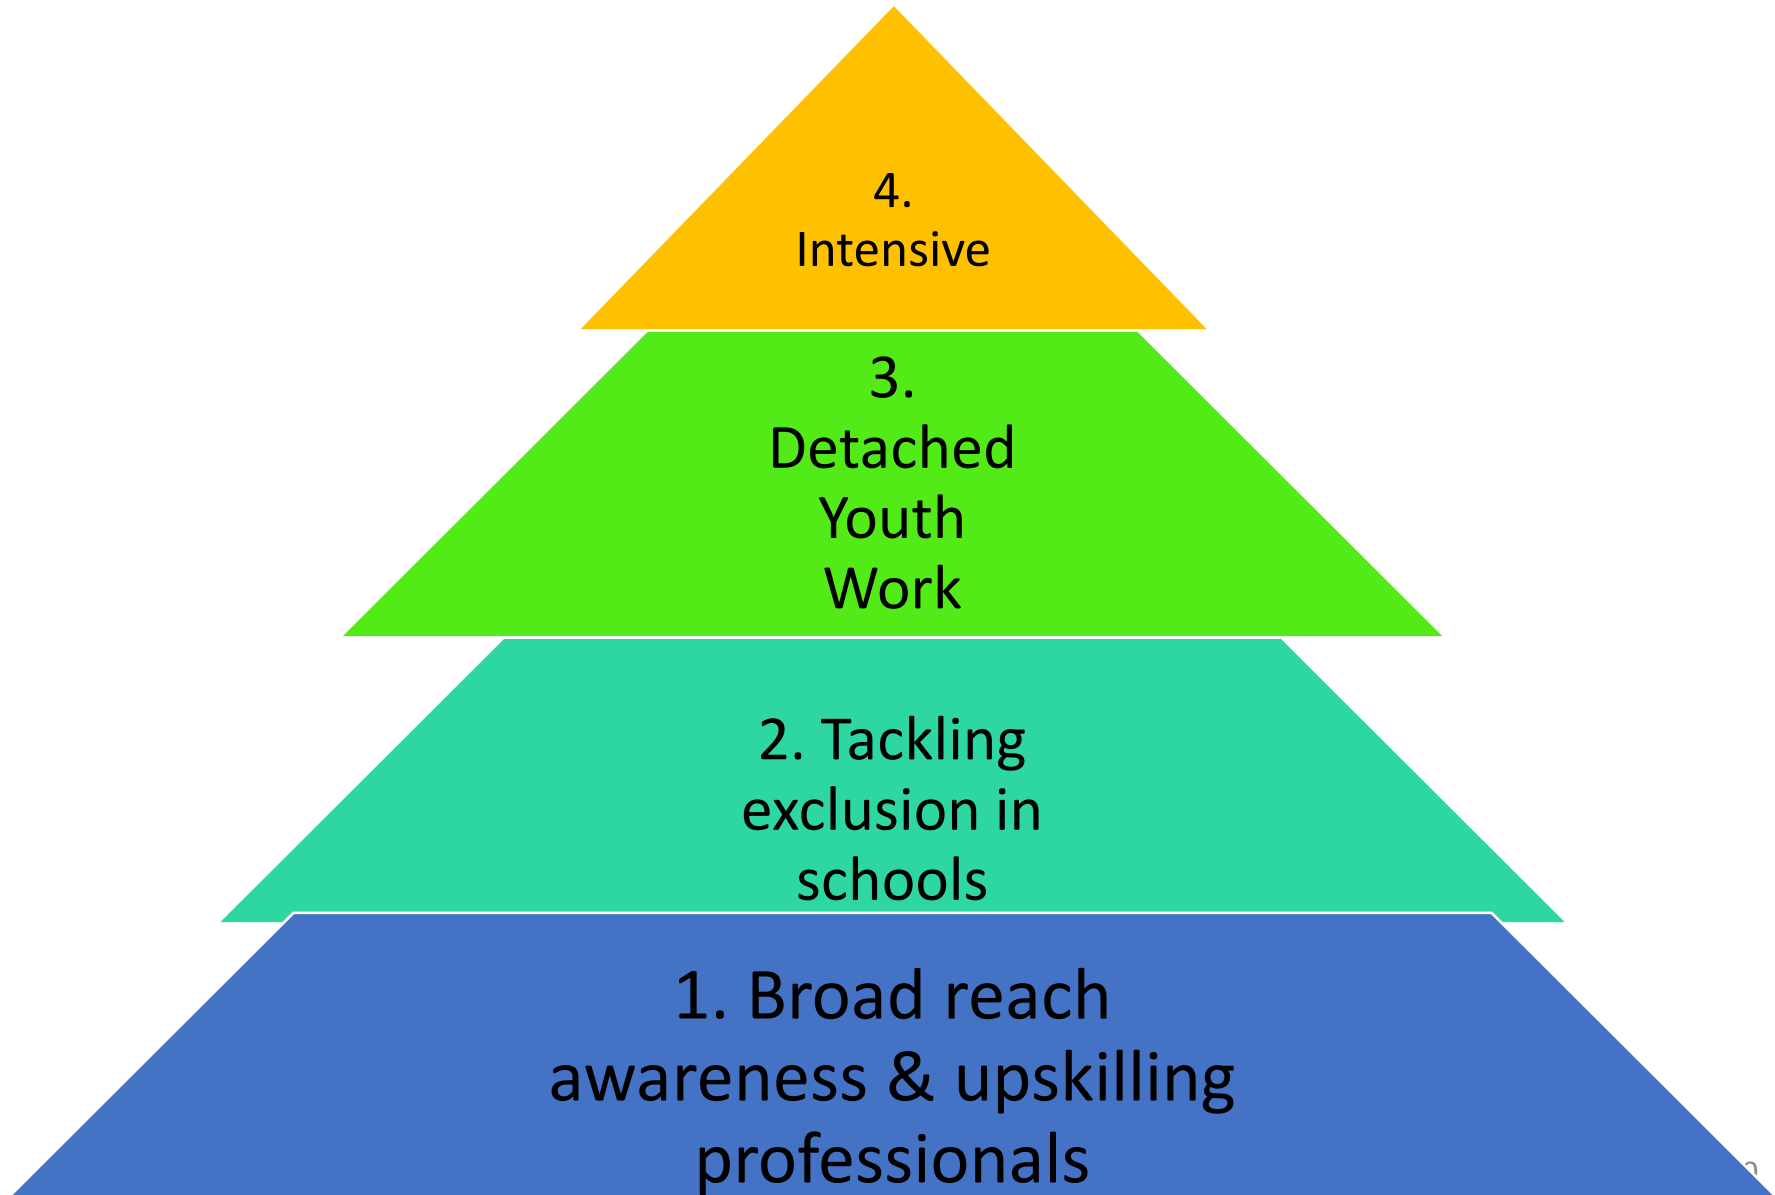 4.
Intensive
3.
Detached
Youth
Work
2. Tackling
exclusion in
schools
1. Broad reach
awareness & upskilling
professionals